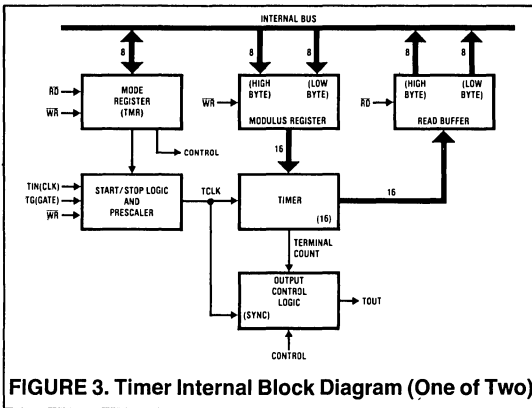 INTERNAL BUS
8
8
8
8
8
MODE
REGISTER
(TMR)
RD
WR
CONTROL
(HIGH
BYTE)
(LOW
BYTE)
WR
MODULUS REGISTER
(HIGH
BYTE)
(LOW
BYTE)
RD
READ BUFFER
16
16
TIN(CLK)
TG(GATE)
WR
START/STOP LOGIC
AND
PRESCALER
TCLK
TIMER
(16)
TERMINAL
COUNT
OUTPUT
CONTROL
LOGIC
(SYNC)
TOUT
CONTROL
FIGURE 3. Timer Internal Block Diagram (One of Two)